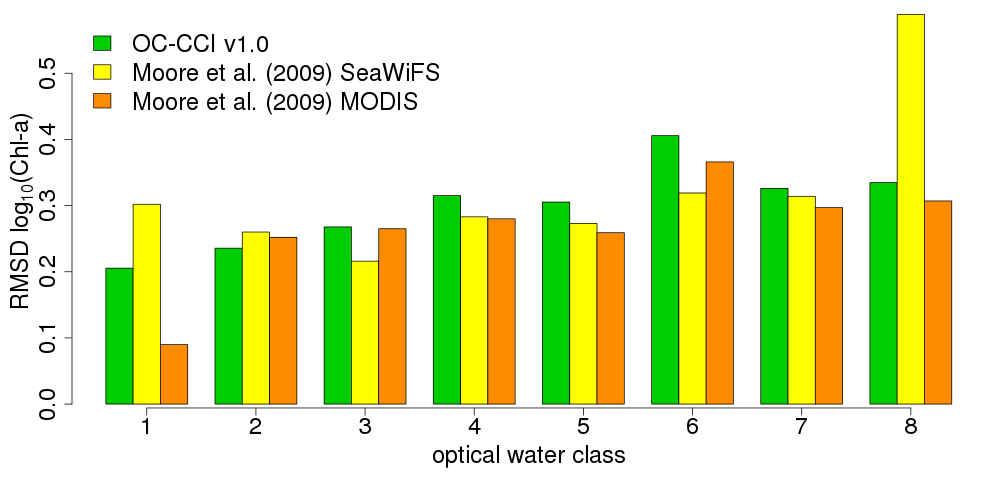 OC-CCI v1.0
Moore et al. (2009) SeaWiFS
Moore et al. (2009) MODIS
RMSD log₁₀(Chl-a)
0.5
0.4
0.3
0.2
0.1
0.0
1 2 3 4 5 6 7 8
optical water class